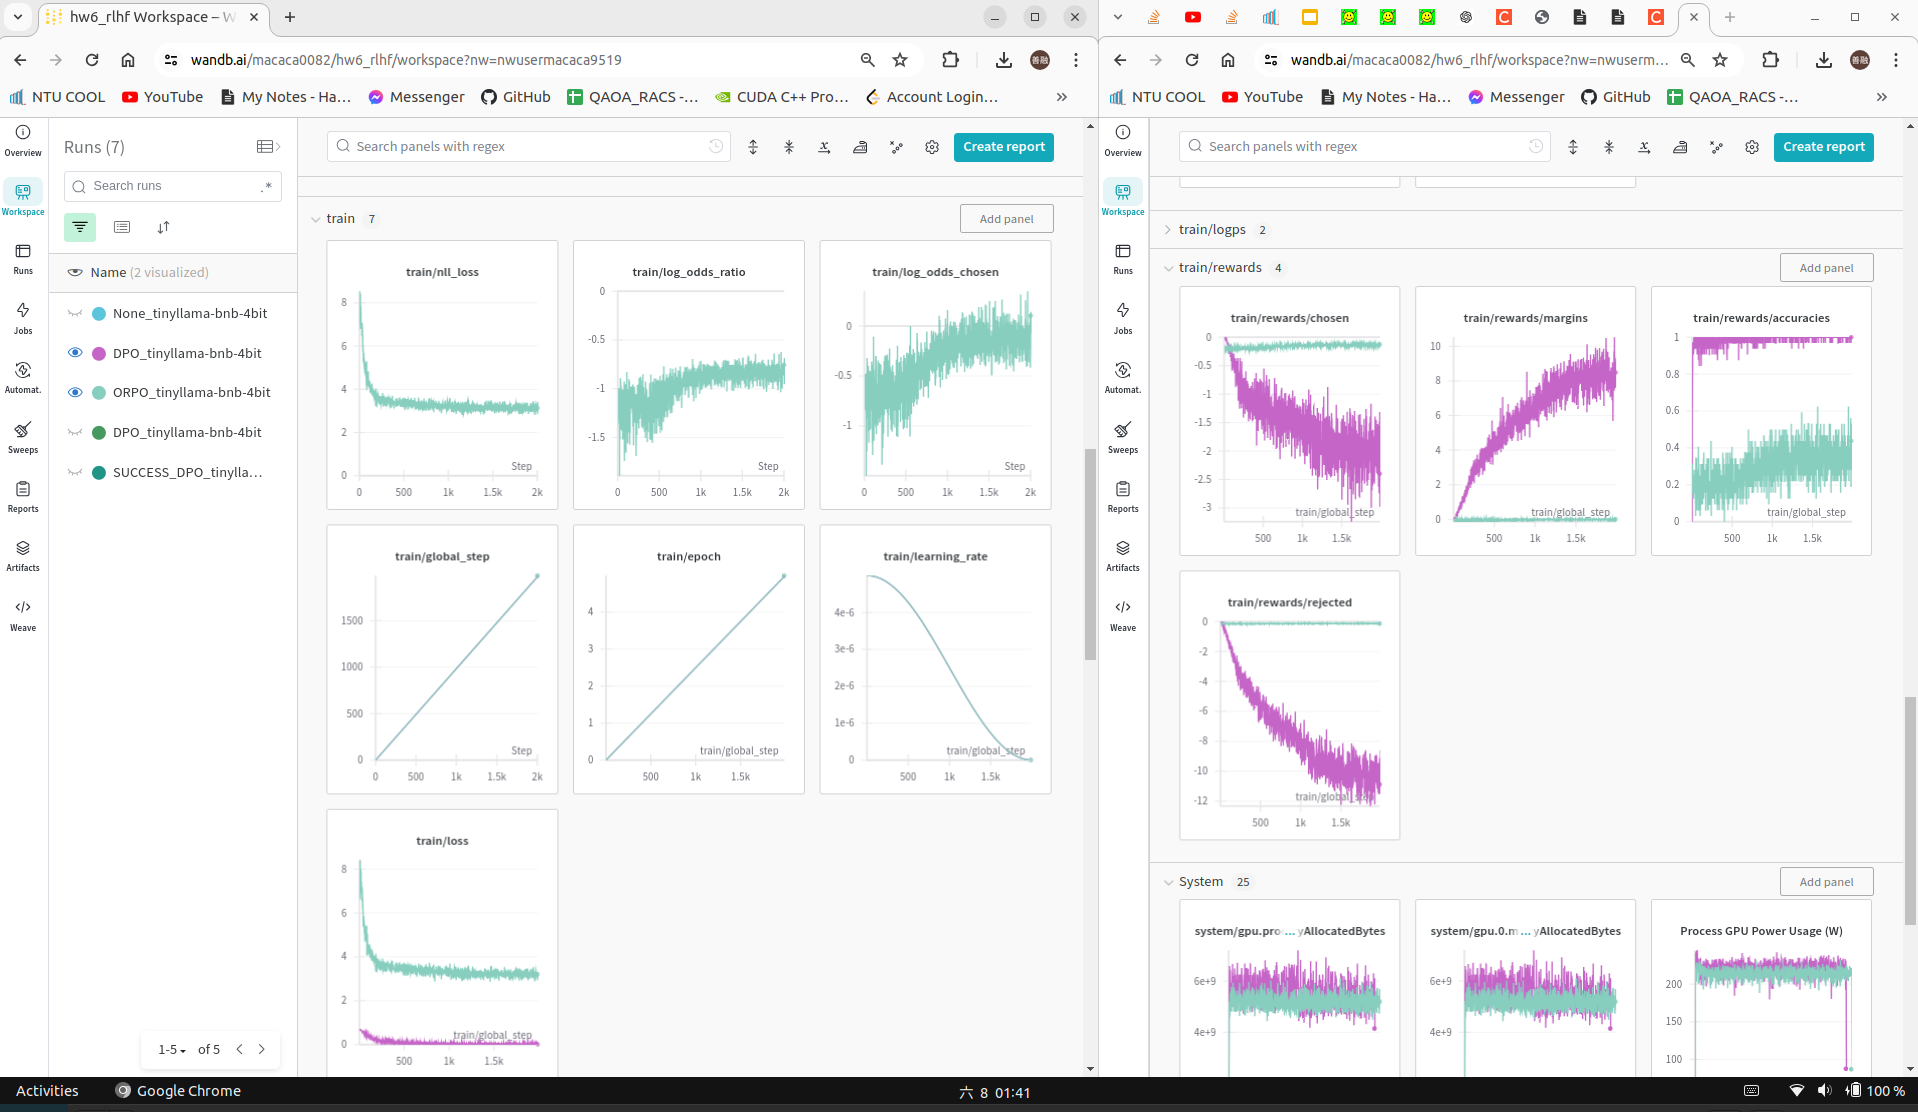 hw6_rlhf Workspace – W
wandb.ai/macaca0082/hw6_rlhf/workspace?nw=nwusermacaca9519
NTU COOL
YouTube
My Notes - Ha…
Messenger
GitHub
QAOA_RACS -…
CUDA C++ Pro…
Account Login…
Overview
Workspace
Runs
Jobs
Automat.
Sweeps
Reports
Artifacts
Weave
Runs (7)
Search runs
.*
Name (2 visualized)
None_tinyllama-bnb-4bit
DPO_tinyllama-bnb-4bit
ORPO_tinyllama-bnb-4bit
DPO_tinyllama-bnb-4bit
SUCCESS_DPO_tinylla…
1-5 of 5
Search panels with regex
Create report
train 7
Add panel
train/nll_loss
8
6
4
2
0
Step
0 500 1k 1.5k 2k
train/log_odds_ratio
0
-0.5
-1
-1.5
Step
0 500 1k 1.5k 2k
train/log_odds_chosen
0
-0.5
-1
Step
0 500 1k 1.5k 2k
train/global_step
1500
1000
500
0
Step
0 500 1k 1.5k 2k
train/epoch
4
3
2
1
0
train/global_step
500 1k 1.5k
train/learning_rate
4e-6
3e-6
2e-6
1e-6
0
train/global_step
500 1k 1.5k
train/loss
8
6
4
2
0
train/global_step
500 1k 1.5k
wandb.ai/macaca0082/hw6_rlhf/workspace?nw=nwuserm…
NTU COOL
YouTube
My Notes - Ha…
Messenger
GitHub
QAOA_RACS -…
Overview
Workspace
Runs
Jobs
Automat.
Sweeps
Reports
Artifacts
Weave
Search panels with regex
Create report
train/logps 2
train/rewards 4
Add panel
train/rewards/chosen
0
-0.5
-1
-1.5
-2
-2.5
-3
train/global_step
500 1k 1.5k
train/rewards/margins
10
8
6
4
2
0
train/global_step
500 1k 1.5k
train/rewards/accuracies
1
0.8
0.6
0.4
0.2
0
train/global_step
500 1k 1.5k
train/rewards/rejected
0
-2
-4
-6
-8
-10
-12
train/global_step
500 1k 1.5k
System 25
Add panel
system/gpu.pro…yAllocatedBytes
6e+9
4e+9
system/gpu.0.m…yAllocatedBytes
6e+9
4e+9
Process GPU Power Usage (W)
200
150
100
Activities
Google Chrome
六 8 01:41
100 %